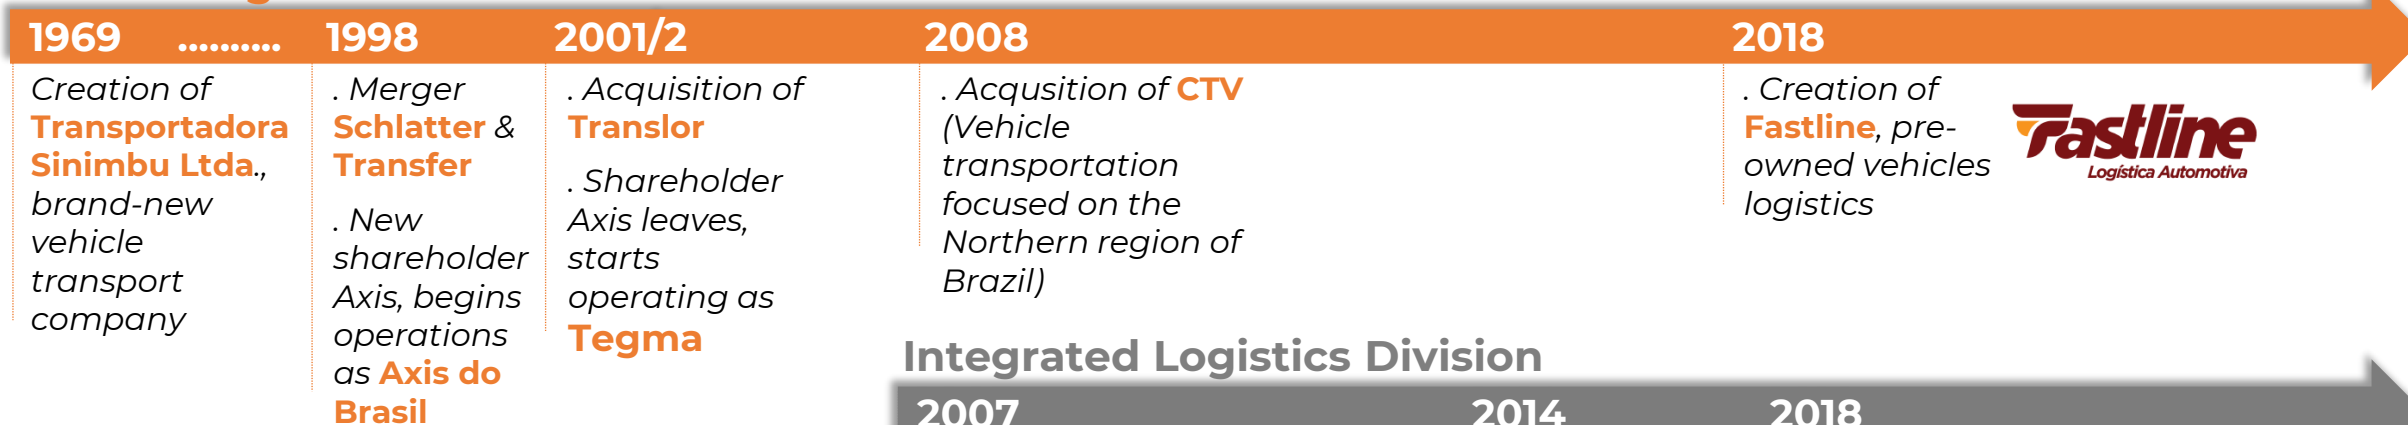 1969 .......... 1998 2001/2 2008 2018
Creation of
Transportadora
Sinimbu Ltda.,
brand-new
vehicle
transport
company
. Merger
Schlatter &
Transfer
. New
shareholder
Axis, begins
operations
as Axis do
Brasil
. Acquisition of
Translor
. Shareholder
Axis leaves,
starts
operating as
Tegma
. Acqusition of CTV
(Vehicle
transportation
focused on the
Northern region of
Brazil)
. Creation of
Fastline, pre-
owned vehicles
logistics
Fastline
Logística Automotiva
Integrated Logistics Division
2007 2014 2018